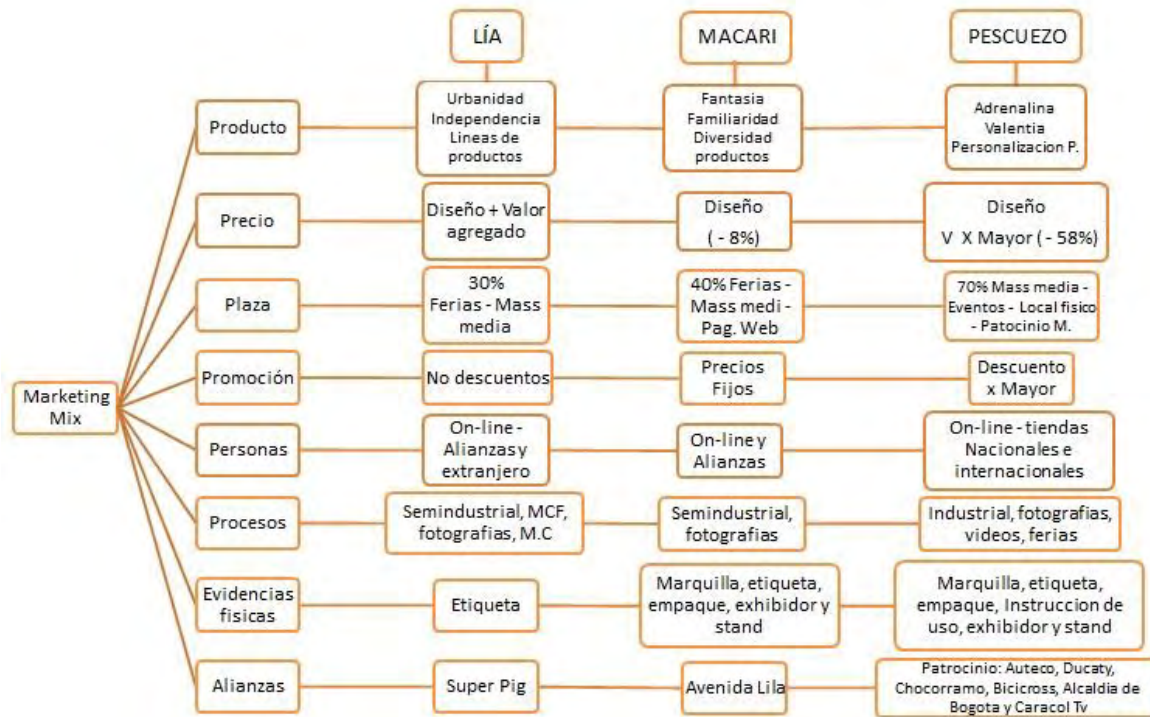 LÍA
MACARI
PESCUEZO
Marketing
Mix
Producto
Urbanidad
Independencia
Lineas de
productos
Fantasia
Familiaridad
Diversidad
productos
Adrenalina
Valentia
Personalizacion P.
Precio
Diseño + Valor
agregado
Diseño
( - 8%)
Diseño
V X Mayor ( - 58%)
Plaza
30%
Ferias - Mass
media
40% Ferias -
Mass medi -
Pag. Web
70% Mass media -
Eventos - Local fisico
- Patocinio M.
Promoción
No descuentos
Precios
Fijos
Descuento
x Mayor
Personas
On-line -
Alianzas y
extranjero
On-line y
Alianzas
On-line - tiendas
Nacionales e
internacionales
Procesos
Semindustrial, MCF,
fotografias, M.C
Semindustrial,
fotografias
Industrial, fotografias,
videos, ferias
Evidencias
fisicas
Etiqueta
Marquilla, etiqueta,
empaque, exhibidor y
stand
Marquilla, etiqueta,
empaque, Instruccion de
uso, exhibidor y stand
Alianzas
Super Pig
Avenida Lila
Patrocinio: Auteco, Ducaty,
Chocorramo, Bicicross, Alcaldia de
Bogota y Caracol Tv